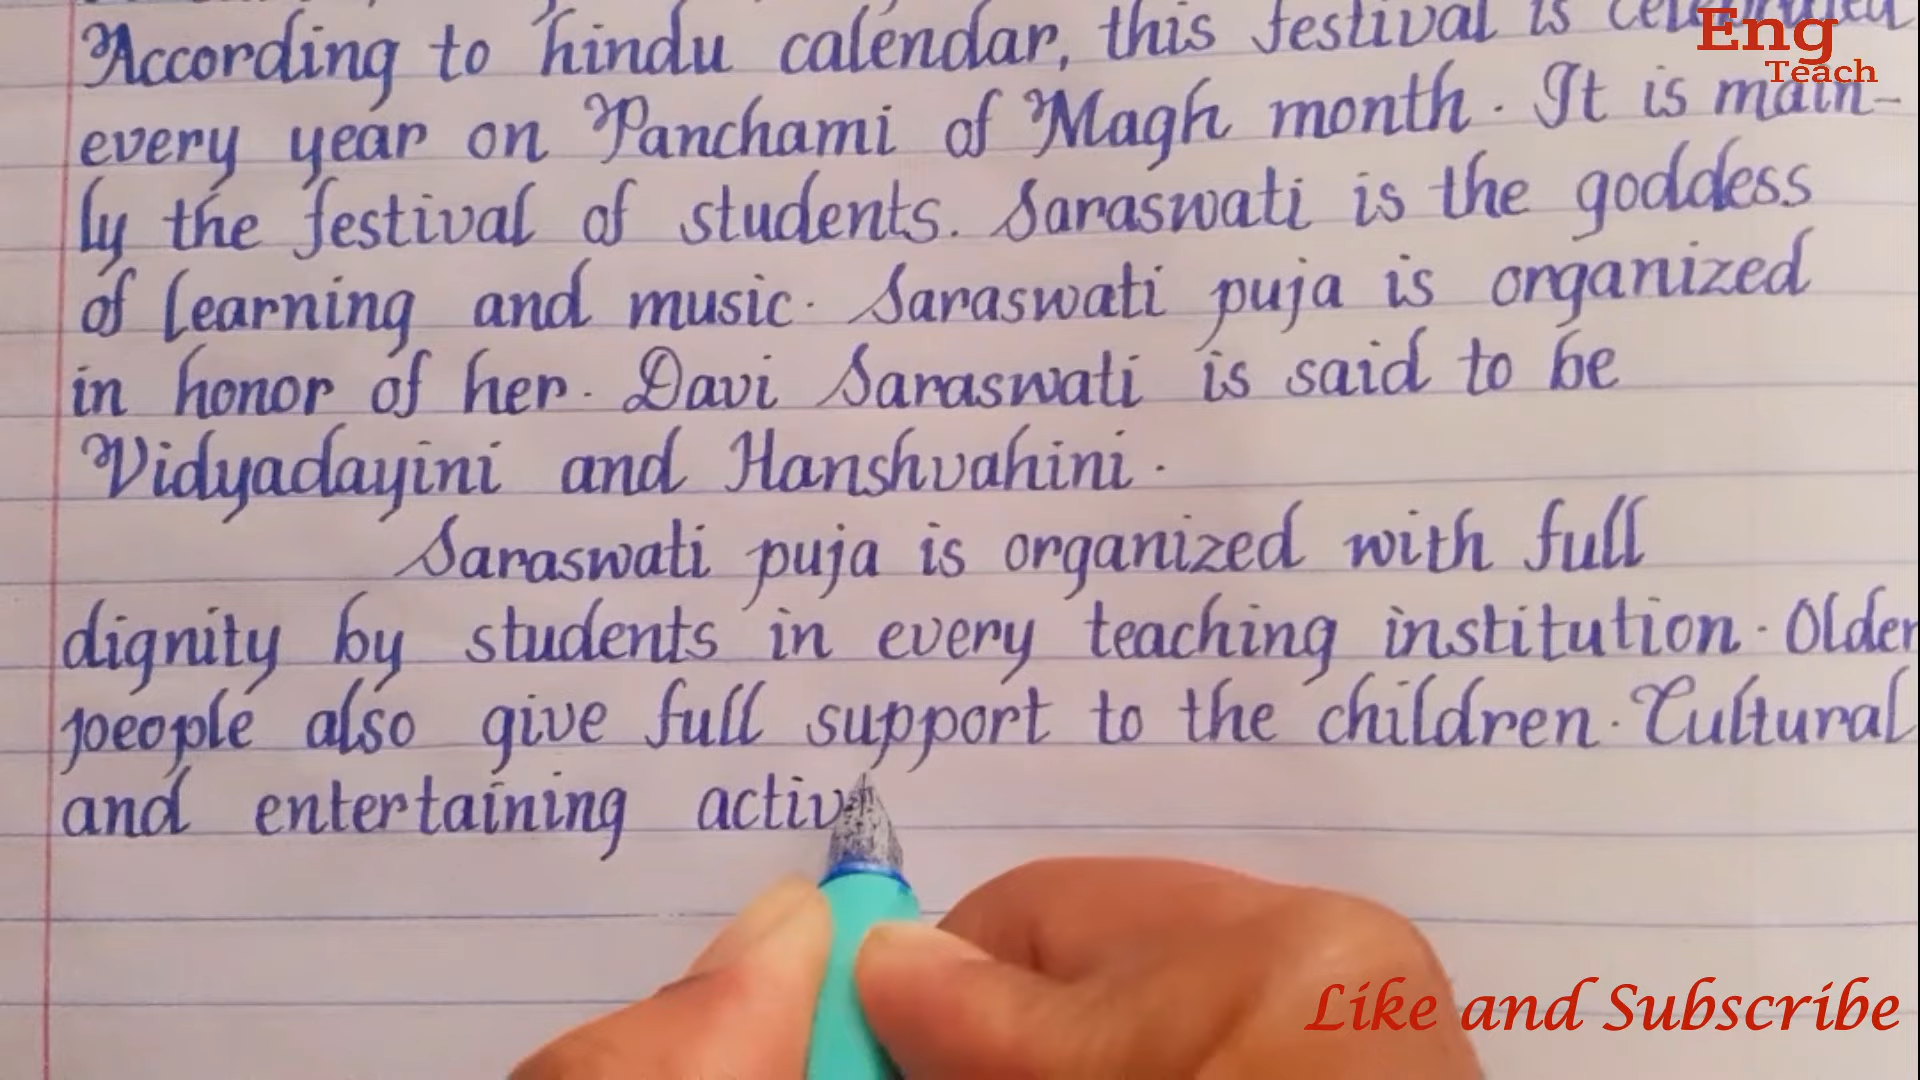 According to hindu calendar, this festival is celebrated
Eng
Teach
every year on Panchami of Magh month. It is main-
ly the festival of students. Saraswati is the goddess
of learning and music. Saraswati puja is organized
in honor of her. Davi Saraswati is said to be
Vidyadayini and Hanshvahini.
Saraswati puja is organized with full
dignity by students in every teaching institution. Older
people also give full support to the children. Cultural
and entertaining activ
Like and Subscribe